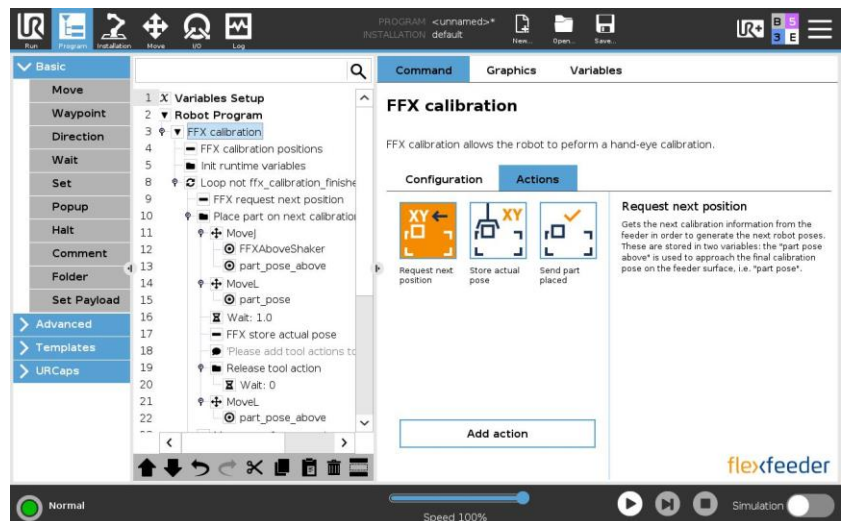 PROGRAM <unnamed>*
INSTALLATION default
Run Program Installation Move I/O Log New... Open... Save...
UR+ B 5 3 E
Basic
Move
Waypoint
Direction
Wait
Set
Popup
Halt
Comment
Folder
Set Payload
Advanced
Templates
URCaps
1 X Variables Setup
2 Robot Program
3 FFX calibration
4 FFX calibration positions
5 Init runtime variables
8 Loop not ffx_calibration_finishe
9 FFX request next position
10 Place part on next calibration
11 MoveJ
12 FFXAboveShaker
13 part_pose_above
14 MoveL
15 part_pose
16 Wait: 1.0
17 FFX store actual pose
18 'Please add tool actions to
19 Release tool action
20 Wait: 0
21 MoveL
22 part_pose_above
Command Graphics Variables
FFX calibration
FFX calibration allows the robot to peform a hand-eye calibration.
Configuration Actions
XY
XY
Request next
position
Store actual
pose
Send part
placed
Request next position
Gets the next calibration information from the
feeder in order to generate the next robot poses.
These are stored in two variables: the "part pose
above" is used to approach the final calibration
pose on the feeder surface, i.e. "part pose".
Add action
flexfeeder
Normal
Speed 100%
Simulation